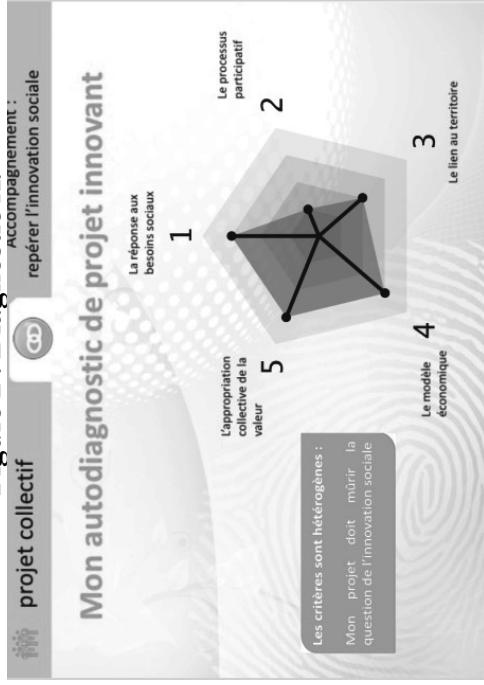 projet collectif
Accompagnement :
repérer l'innovation sociale
Mon autodiagnostic de projet innovant
La réponse aux
besoins sociaux
1
Le processus
participatif
2
3
Le lien au territoire
4
Le modèle
économique
L'appropriation
collective de la
valeur
5
Les critères sont hétérogènes :
Mon projet doit mûrir la
question de l'innovation sociale